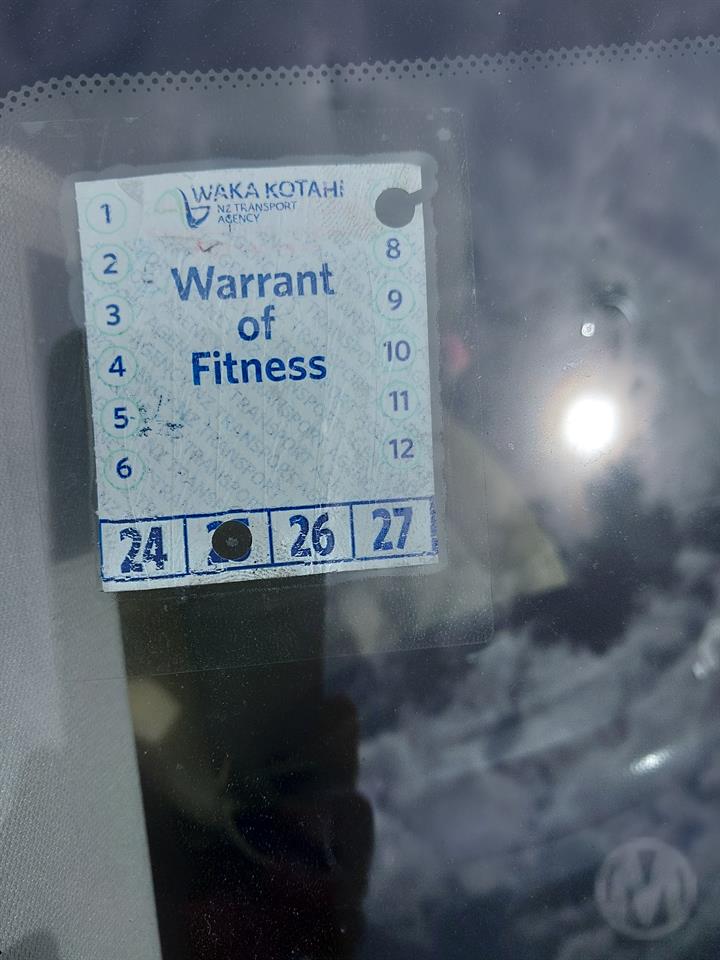 WAKA KOTAHI
NZ TRANSPORT
AGENCY
Warrant
of
Fitness
1
2
3
4
5
6
8
9
10
11
12
24
26
27